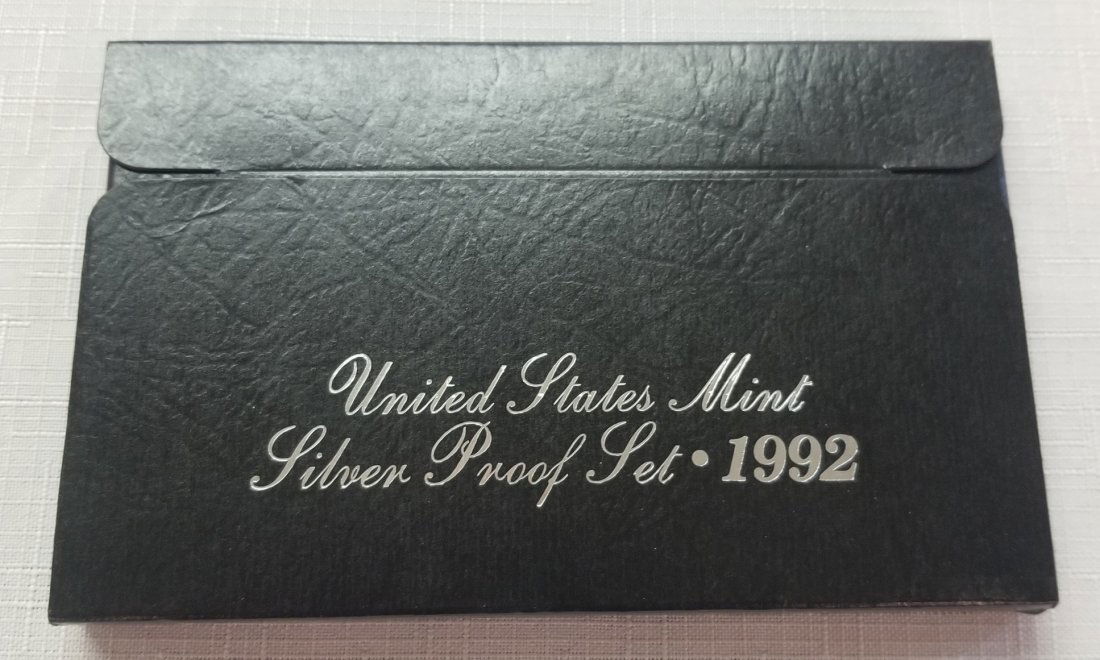 United States Mint
Silver Proof Set • 1992